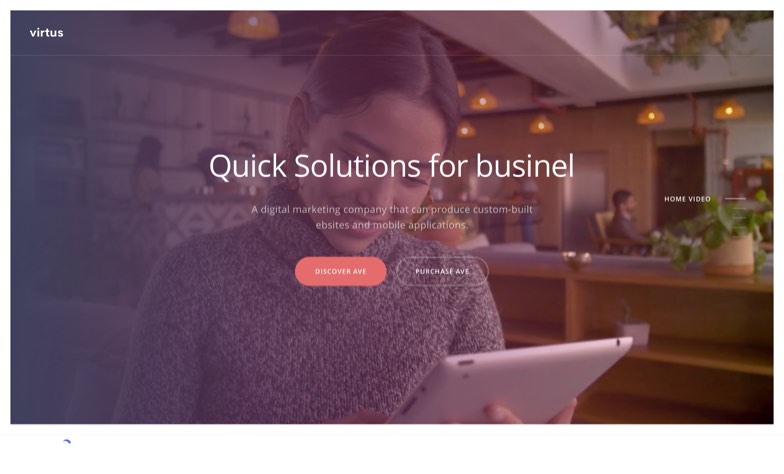 virtus
Quick Solutions for businel
HOME VIDEO
A digital marketing company that can produce custom-built
ebsites and mobile applications.
DISCOVER AVE
PURCHASE AVE